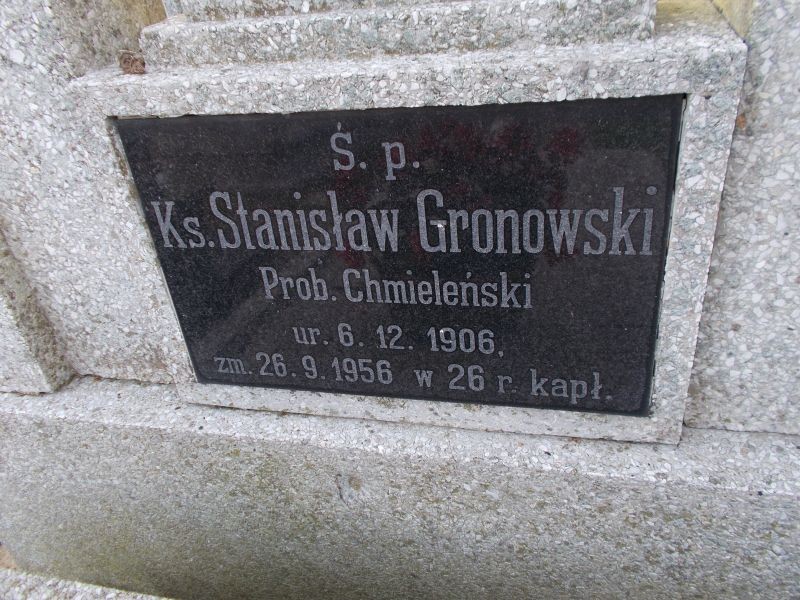 Ś. p.
Ks. Stanisław Gronowski
Prob. Chmieleński
ur. 6. 12. 1906,
zm. 26. 9. 1956 w 26 r. kapł.